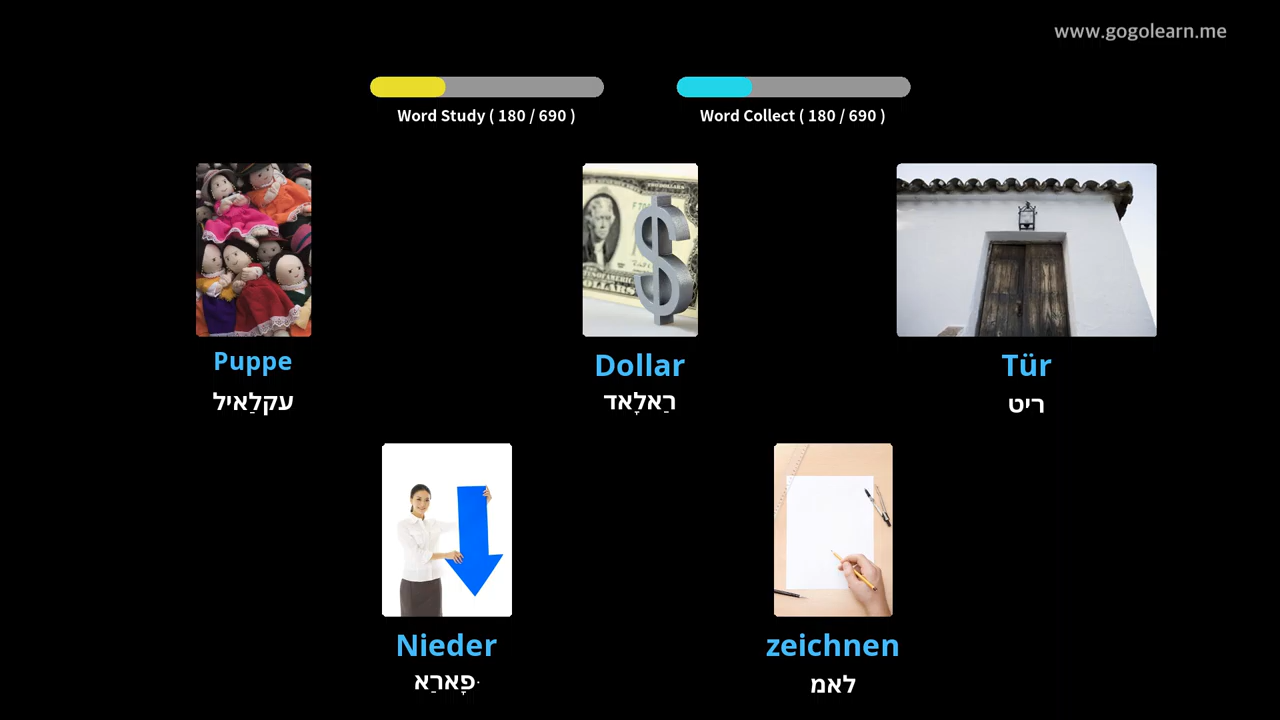 www.gogolearn.me
Word Study ( 180 / 690 )
Word Collect ( 180 / 690 )
Puppe
עקלַאיל
Dollar
רַאלָאד
Tür
ריט
Nieder
ּפָארַא
zeichnen
לאמ